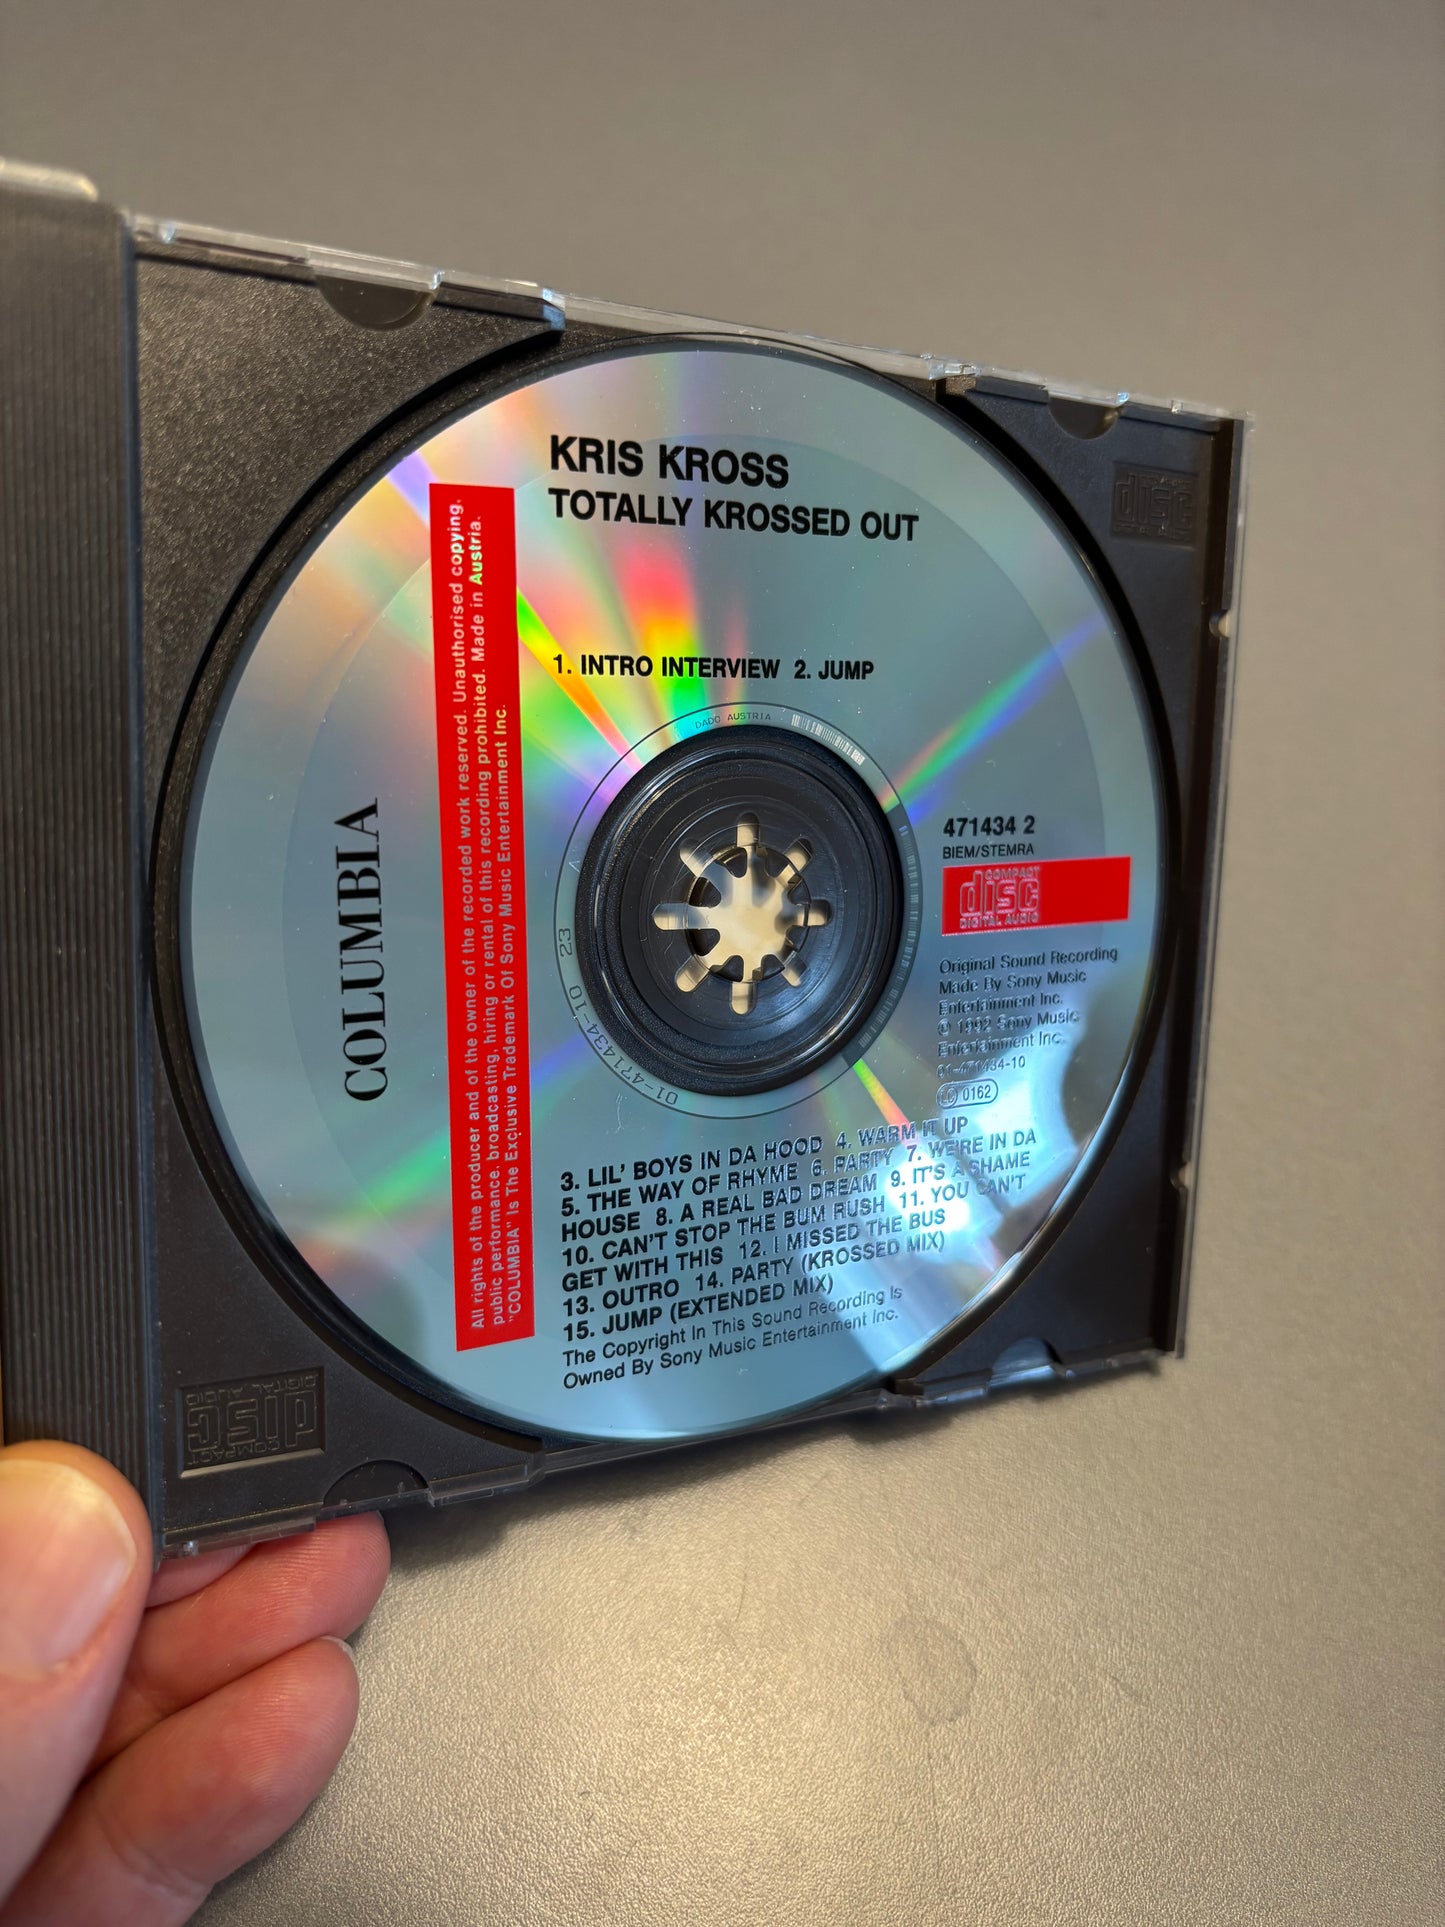 KRIS KROSS
TOTALLY KROSSED OUT
1. INTRO INTERVIEW 2. JUMP
DADC AUSTRIA
01-471434-10 23
A
COLUMBIA
All rights of the producer and of the owner of the recorded work reserved. Unauthorised copying,
public performance, broadcasting, hiring or rental of this recording prohibited. Made in Austria.
"COLUMBIA" Is The Exclusive Trademark Of Sony Music Entertainment Inc.
471434 2
BIEM/STEMRA
COMPACT
disc
DIGITAL AUDIO
Original Sound Recording
Made By Sony Music
Entertainment Inc.
© 1992 Sony Music
Entertainment Inc.
01-471434-10
LC 0162
3. LIL' BOYS IN DA HOOD 4. WARM IT UP
5. THE WAY OF RHYME 6. PARTY 7. WE'RE IN DA
HOUSE 8. A REAL BAD DREAM 9. IT'S A SHAME
10. CAN'T STOP THE BUM RUSH 11. YOU CAN'T
GET WITH THIS 12. I MISSED THE BUS
13. OUTRO 14. PARTY (KROSSED MIX)
15. JUMP (EXTENDED MIX)
The Copyright In This Sound Recording Is
Owned By Sony Music Entertainment Inc.
disc
COMPACT
disc
DIGITAL AUDIO